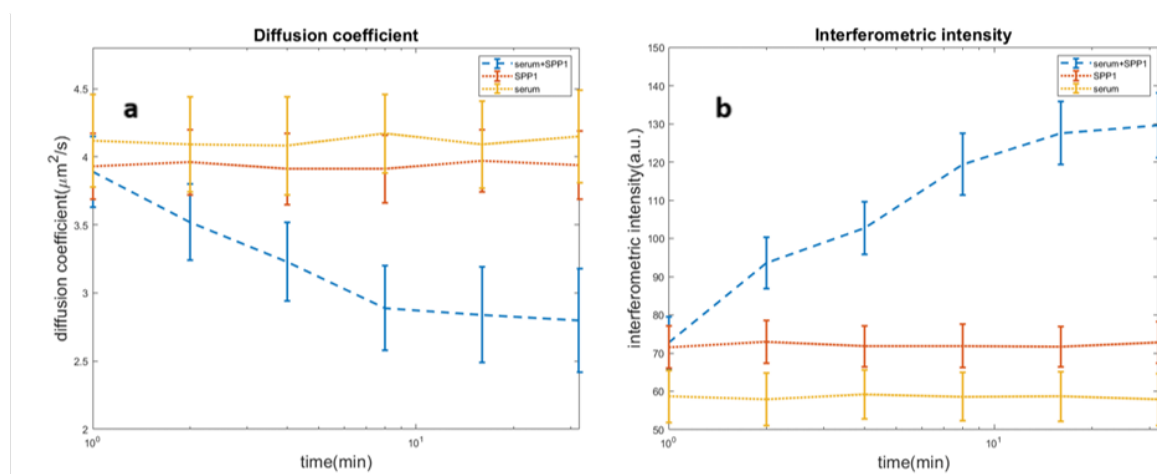 Diffusion coefficient
a
serum+SPP1
SPP1
serum
4.5
4
3.5
3
2.5
2
diffusion coefficient(μm²/s)
10⁰
10¹
time(min)
Interferometric intensity
b
serum+SPP1
SPP1
serum
150
140
130
120
110
100
90
80
70
60
50
interferometric intensity(a.u.)
10⁰
10¹
time(min)